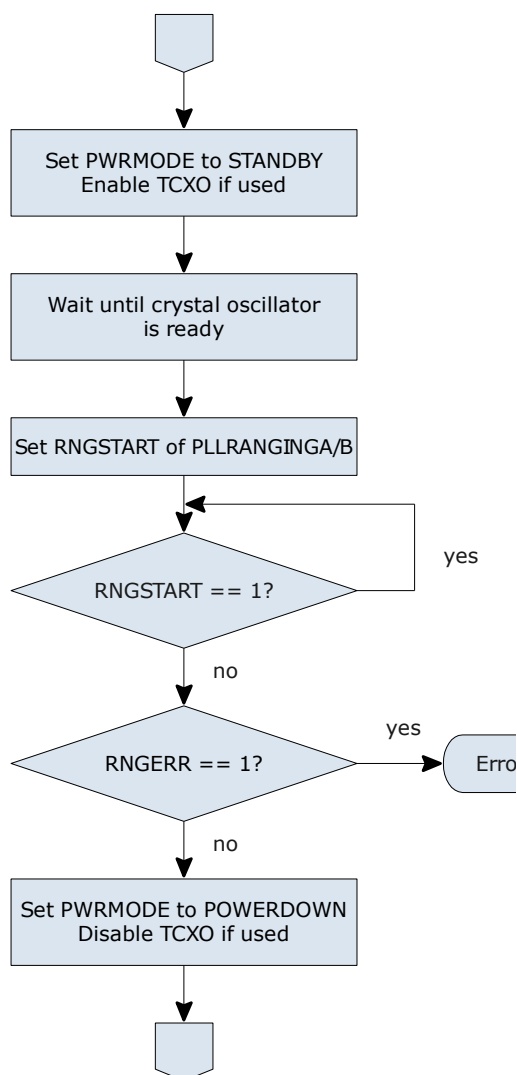 Set PWRMODE to STANDBY
Enable TCXO if used
Wait until crystal oscillator
is ready
Set RNGSTART of PLLRANGINGA/B
yes
RNGSTART == 1?
no
yes
RNGERR == 1?
Erro
no
Set PWRMODE to POWERDOWN
Disable TCXO if used